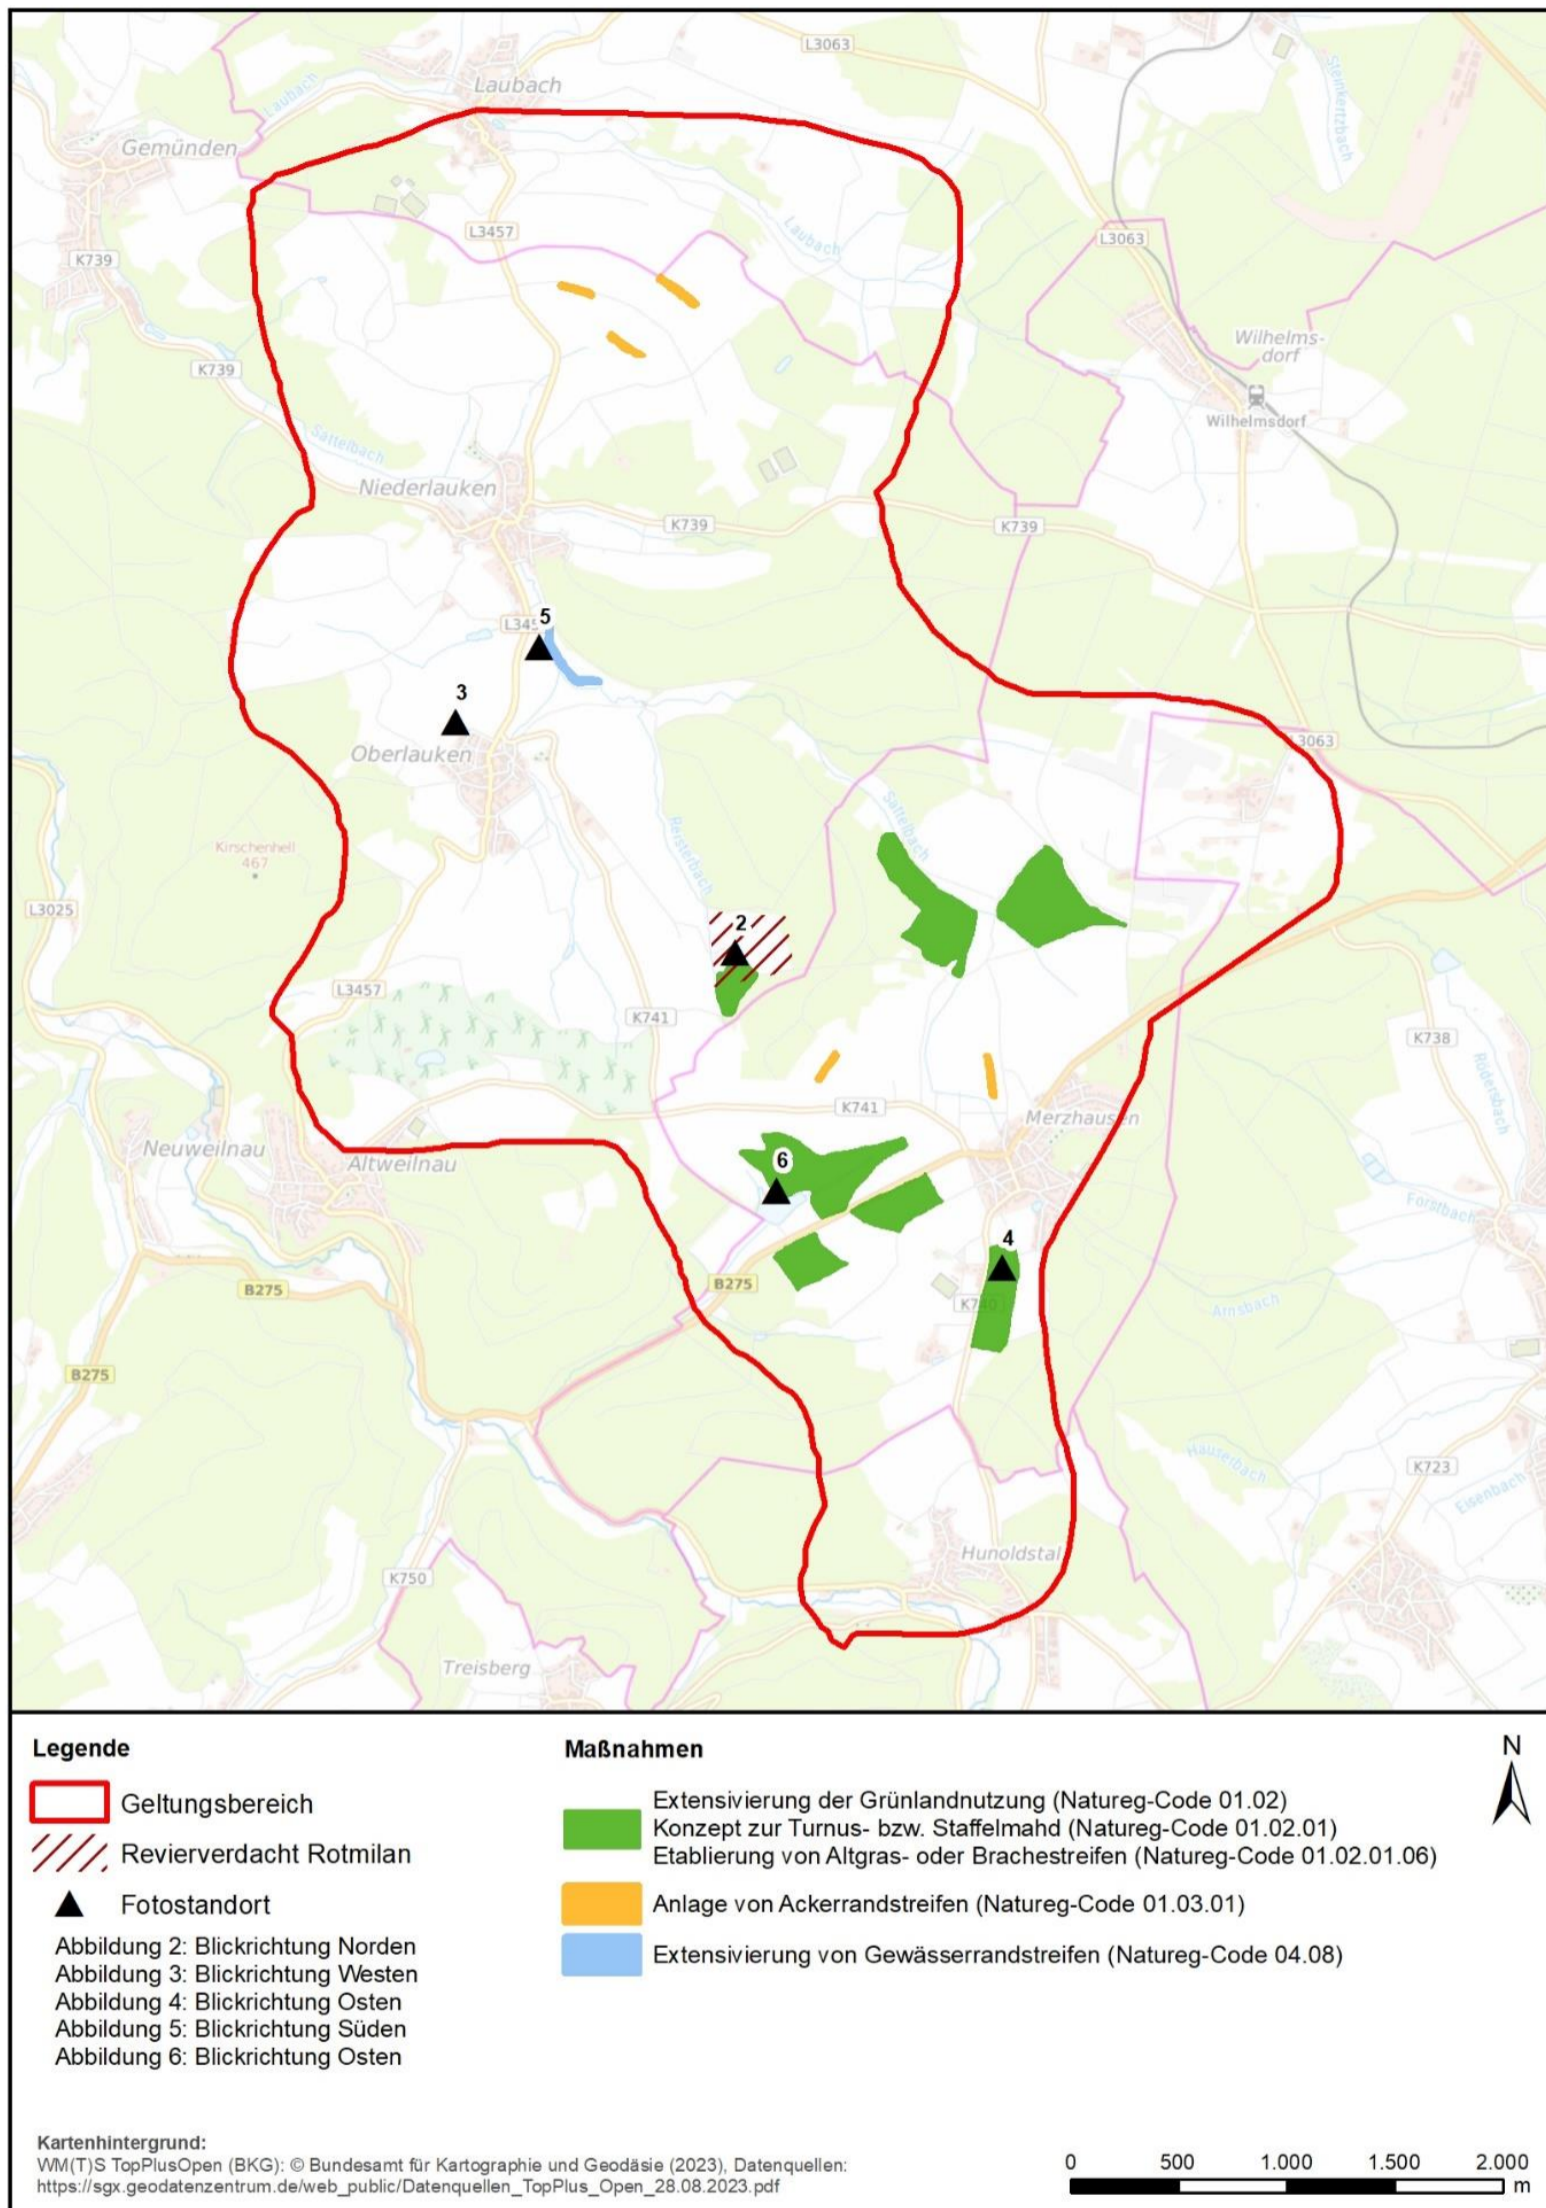 L3063
Laubach
Laubach
Steinkertzbach
Gemünden
L3457
Laubach
L3063
K739
Wilhelms-
dorf
K739
Wilhelmsdorf
Sattelbach
Niederlauken
K739
K739
5
L345
3
Oberlauken
L3063
Kirschenhell
467
Reisterbach
Sattelbach
L3025
2
L3457
K741
K738
Rödersbach
K741
Merzhausen
Neuweilnau
Altweilnau
6
Forstbach
4
B275
B275
K740
Arnsbach
B275
Hauterbach
K723
Eisenbach
Hunoldstal
K750
Treisberg
Legende
Geltungsbereich
Revierverdacht Rotmilan
Fotostandort
Abbildung 2: Blickrichtung Norden
Abbildung 3: Blickrichtung Westen
Abbildung 4: Blickrichtung Osten
Abbildung 5: Blickrichtung Süden
Abbildung 6: Blickrichtung Osten
Maßnahmen
Extensivierung der Grünlandnutzung (Natureg-Code 01.02)
Konzept zur Turnus- bzw. Staffelmahd (Natureg-Code 01.02.01)
Etablierung von Altgras- oder Brachestreifen (Natureg-Code 01.02.01.06)
Anlage von Ackerrandstreifen (Natureg-Code 01.03.01)
Extensivierung von Gewässerrandstreifen (Natureg-Code 04.08)
N
Kartenhintergrund:
WM(T)S TopPlusOpen (BKG): © Bundesamt für Kartographie und Geodäsie (2023), Datenquellen:
https://sgx.geodatenzentrum.de/web_public/Datenquellen_TopPlus_Open_28.08.2023.pdf
0 500 1.000 1.500 2.000
m